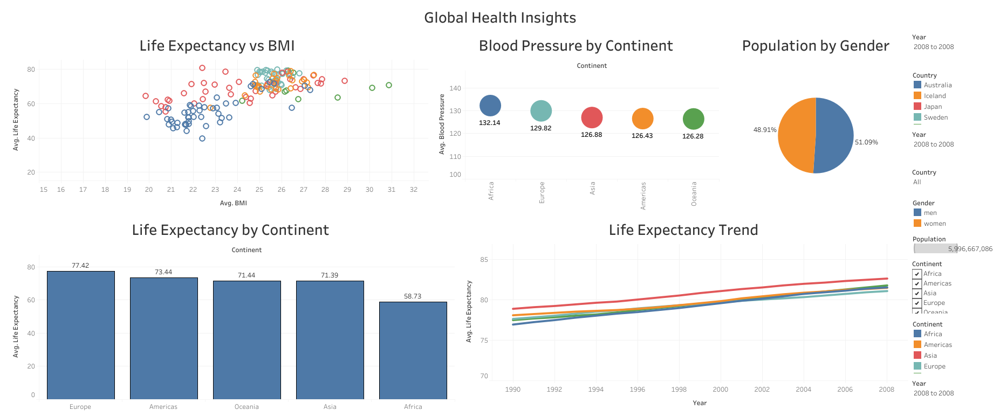 Global Health Insights
Life Expectancy vs BMI
Avg. Life Expectancy
80
60
40
20
15 16 17 18 19 20 21 22 23 24 25 26 27 28 29 30 31 32
Avg. BMI
Blood Pressure by Continent
Continent
Avg. Blood Pressure
140
130
120
110
100
132.14
129.82
126.88
126.43
126.28
Africa
Europe
Asia
Americas
Oceania
Population by Gender
48.91%
51.09%
Life Expectancy by Continent
Continent
Avg. Life Expectancy
80
60
40
20
0
77.42
73.44
71.44
71.39
58.73
Europe Americas Oceania Asia Africa
Life Expectancy Trend
Avg. Life Expectancy
85
80
75
70
1990 1992 1994 1996 1998 2000 2002 2004 2006 2008
Year
Year
2008 to 2008
Country
Australia
Iceland
Japan
Sweden
Year
2008 to 2008
Country
All
Gender
men
women
Population
5,996,667,086
Continent
Africa
Americas
Asia
Europe
Oceania
Continent
Africa
Americas
Asia
Europe
Year
2008 to 2008